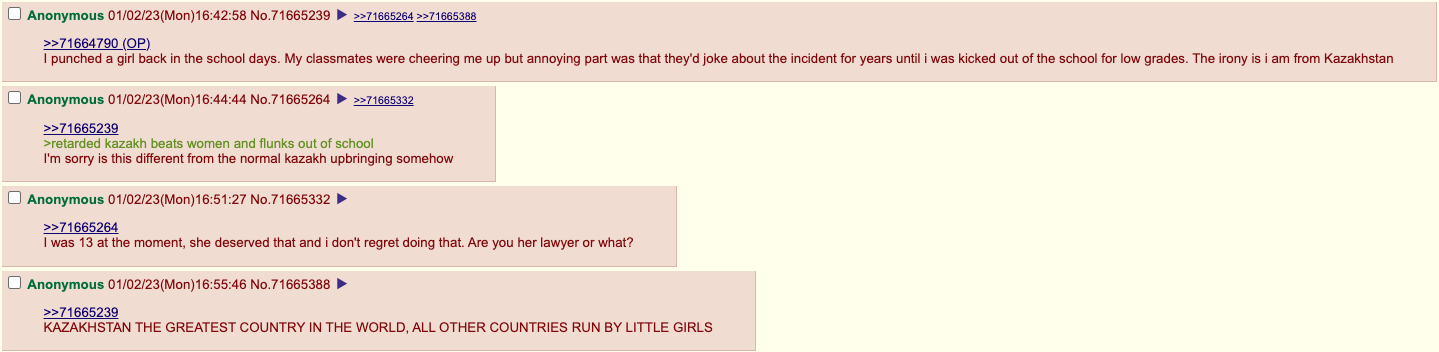 Anonymous 01/02/23(Mon)16:42:58 No.71665239 ▶ >>71665264 >>71665388
>>71664790 (OP)
I punched a girl back in the school days. My classmates were cheering me up but annoying part was that they'd joke about the incident for years until i was kicked out of the school for low grades. The irony is i am from Kazakhstan
Anonymous 01/02/23(Mon)16:44:44 No.71665264 ▶ >>71665332
>>71665239
>retarded kazakh beats women and flunks out of school
I'm sorry is this different from the normal kazakh upbringing somehow
Anonymous 01/02/23(Mon)16:51:27 No.71665332 ▶
>>71665264
I was 13 at the moment, she deserved that and i don't regret doing that. Are you her lawyer or what?
Anonymous 01/02/23(Mon)16:55:46 No.71665388 ▶
>>71665239
KAZAKHSTAN THE GREATEST COUNTRY IN THE WORLD, ALL OTHER COUNTRIES RUN BY LITTLE GIRLS